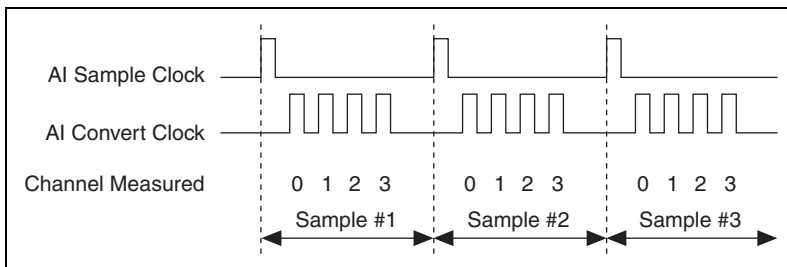 AI Sample Clock
AI Convert Clock
Channel Measured 0 1 2 3 0 1 2 3 0 1 2 3
Sample #1 Sample #2 Sample #3